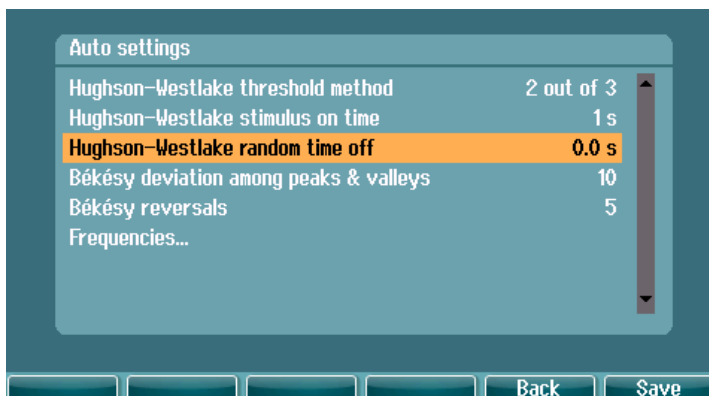 Auto settings
Hughson-Westlake threshold method 2 out of 3
Hughson-Westlake stimulus on time 1 s
Hughson-Westlake random time off 0.0 s
Békésy deviation among peaks & valleys 10
Békésy reversals 5
Frequencies...
Back Save